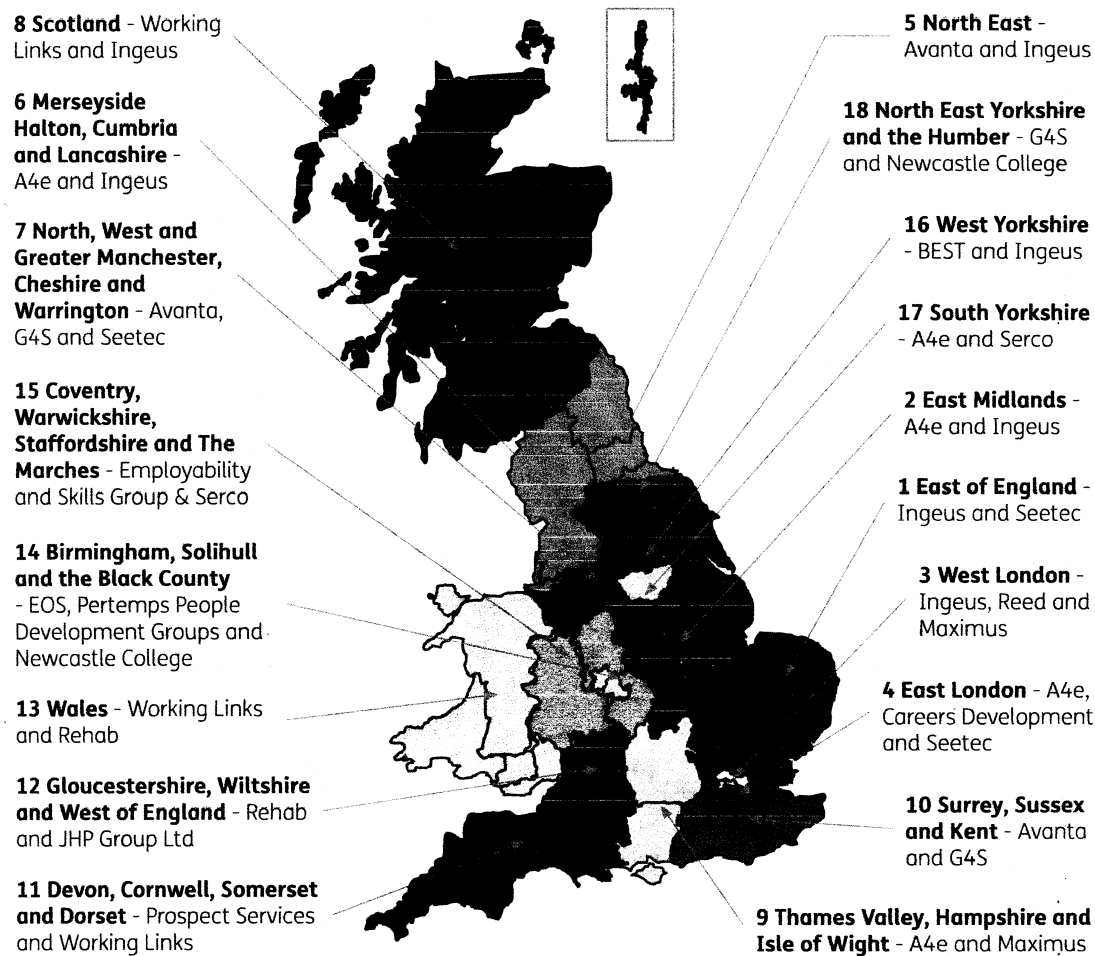 8 Scotland - Working
Links and Ingeus
6 Merseyside
Halton, Cumbria
and Lancashire -
A4e and Ingeus
7 North, West and
Greater Manchester,
Cheshire and
Warrington - Avanta,
G4S and Seetec
15 Coventry,
Warwickshire,
Staffordshire and The
Marches - Employability
and Skills Group & Serco
14 Birmingham, Solihull
and the Black County
- EOS, Pertemps People
Development Groups and
Newcastle College
13 Wales - Working Links
and Rehab
12 Gloucestershire, Wiltshire
and West of England - Rehab
and JHP Group Ltd
11 Devon, Cornwell, Somerset
and Dorset - Prospect Services
and Working Links
5 North East -
Avanta and Ingeus
18 North East Yorkshire
and the Humber - G4S
and Newcastle College
16 West Yorkshire
- BEST and Ingeus
17 South Yorkshire
- A4e and Serco
2 East Midlands -
A4e and Ingeus
1 East of England -
Ingeus and Seetec
3 West London -
Ingeus, Reed and
Maximus
4 East London - A4e,
Careers Development
and Seetec
10 Surrey, Sussex
and Kent - Avanta
and G4S
9 Thames Valley, Hampshire and
Isle of Wight - A4e and Maximus